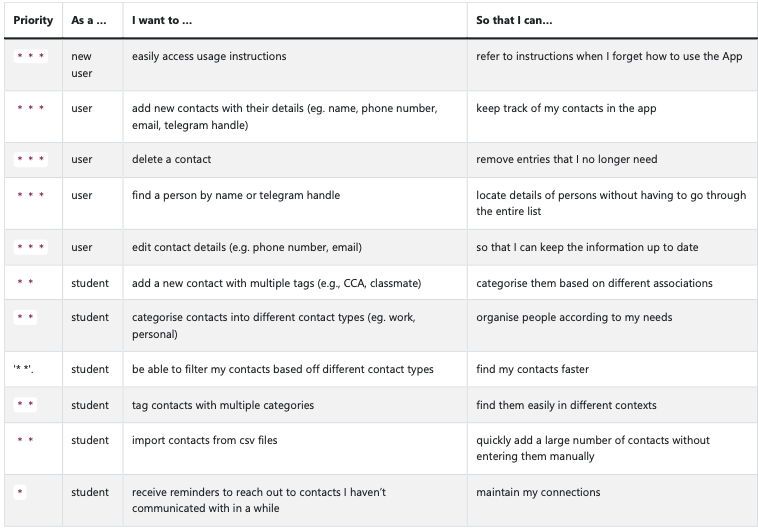 Priority As a … I want to … So that I can…
* * * new user easily access usage instructions refer to instructions when I forget how to use the App
* * * user add new contacts with their details (eg. name, phone number, email, telegram handle) keep track of my contacts in the app
* * * user delete a contact remove entries that I no longer need
* * * user find a person by name or telegram handle locate details of persons without having to go through the entire list
* * * user edit contact details (e.g. phone number, email) so that I can keep the information up to date
* * student add a new contact with multiple tags (e.g., CCA, classmate) categorise them based on different associations
* * student categorise contacts into different contact types (eg. work, personal) organise people according to my needs
'* *'. student be able to filter my contacts based off different contact types find my contacts faster
* * student tag contacts with multiple categories find them easily in different contexts
* * student import contacts from csv files quickly add a large number of contacts without entering them manually
* student receive reminders to reach out to contacts I haven't communicated with in a while maintain my connections